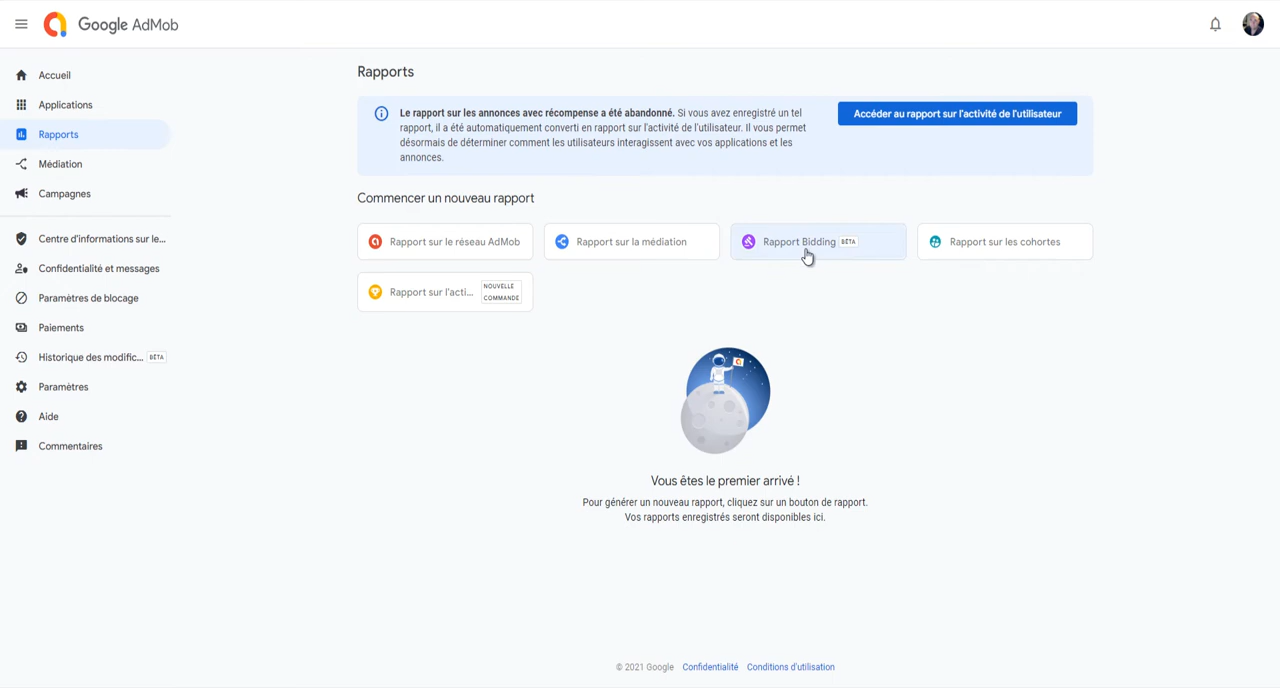 Google AdMob
Accueil
Applications
Rapports
Médiation
Campagnes
Centre d'informations sur le...
Confidentialité et messages
Paramètres de blocage
Paiements
Historique des modific... BÊTA
Paramètres
Aide
Commentaires
Rapports
Le rapport sur les annonces avec récompense a été abandonné. Si vous avez enregistré un tel
rapport, il a été automatiquement converti en rapport sur l'activité de l'utilisateur. Il vous permet
désormais de déterminer comment les utilisateurs interagissent avec vos applications et les
annonces.
Accéder au rapport sur l'activité de l'utilisateur
Commencer un nouveau rapport
Rapport sur le réseau AdMob
Rapport sur la médiation
Rapport Bidding BÊTA
Rapport sur les cohortes
Rapport sur l'acti...
NOUVELLE
COMMANDE
Vous êtes le premier arrivé !
Pour générer un nouveau rapport, cliquez sur un bouton de rapport.
Vos rapports enregistrés seront disponibles ici.
© 2021 Google Confidentialité Conditions d'utilisation